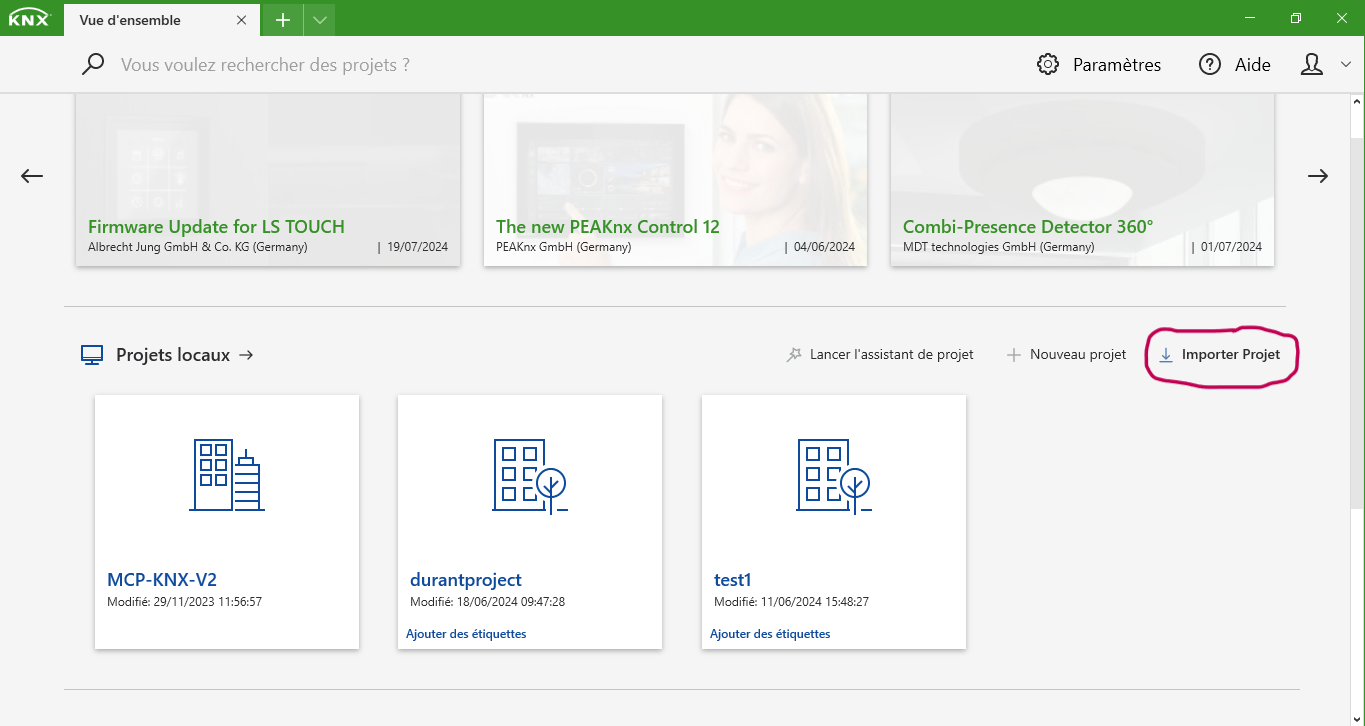 KNX
Vue d'ensemble
Vous voulez rechercher des projets ?
Paramètres
Aide
Firmware Update for LS TOUCH
Albrecht Jung GmbH & Co. KG (Germany) | 19/07/2024
The new PEAKnx Control 12
PEAKnx GmbH (Germany) | 04/06/2024
Combi-Presence Detector 360°
MDT technologies GmbH (Germany) | 01/07/2024
Projets locaux
Lancer l'assistant de projet
Nouveau projet
Importer Projet
MCP-KNX-V2
Modifié: 29/11/2023 11:56:57
durantproject
Modifié: 18/06/2024 09:47:28
Ajouter des étiquettes
test1
Modifié: 11/06/2024 15:48:27
Ajouter des étiquettes